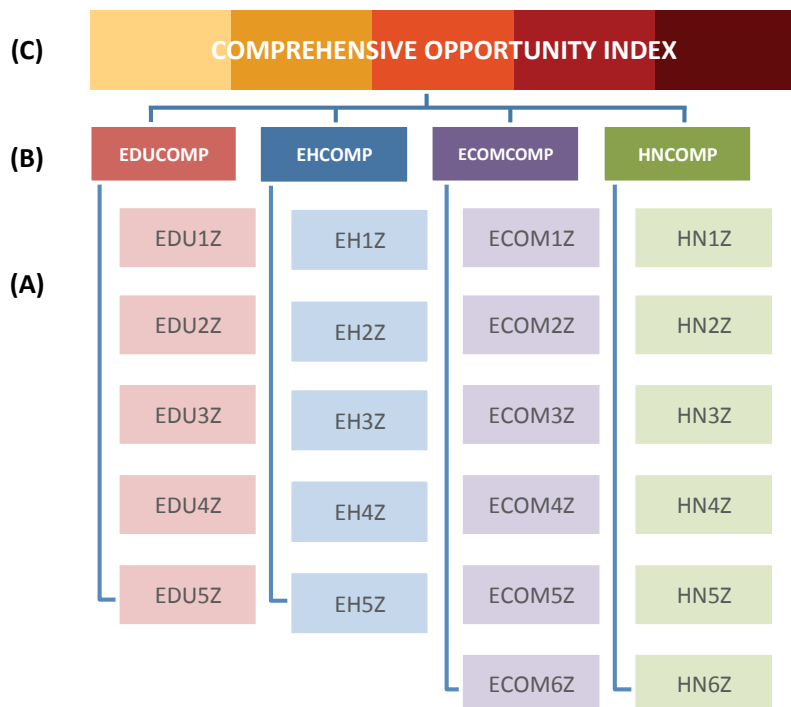 (C)
COMPREHENSIVE OPPORTUNITY INDEX
(B)
EDUCOMP
EHCOMP
ECOMCOMP
HNCOMP
(A)
EDU1Z
EDU2Z
EDU3Z
EDU4Z
EDU5Z
EH1Z
EH2Z
EH3Z
EH4Z
EH5Z
ECOM1Z
ECOM2Z
ECOM3Z
ECOM4Z
ECOM5Z
ECOM6Z
HN1Z
HN2Z
HN3Z
HN4Z
HN5Z
HN6Z